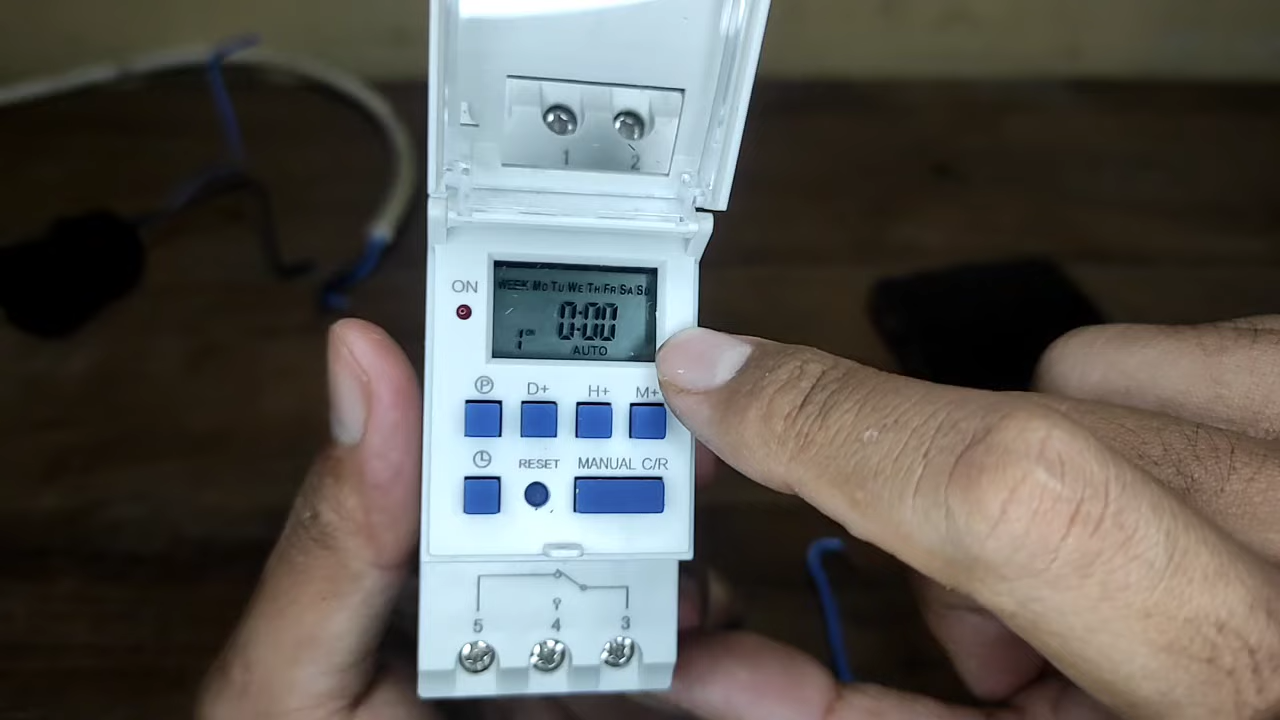 1 2
ON
WEEK MO TU WE TH FR SA SU
0:00
1 ON
AUTO
P D+ H+ M+
RESET MANUAL C/R
5 4 3